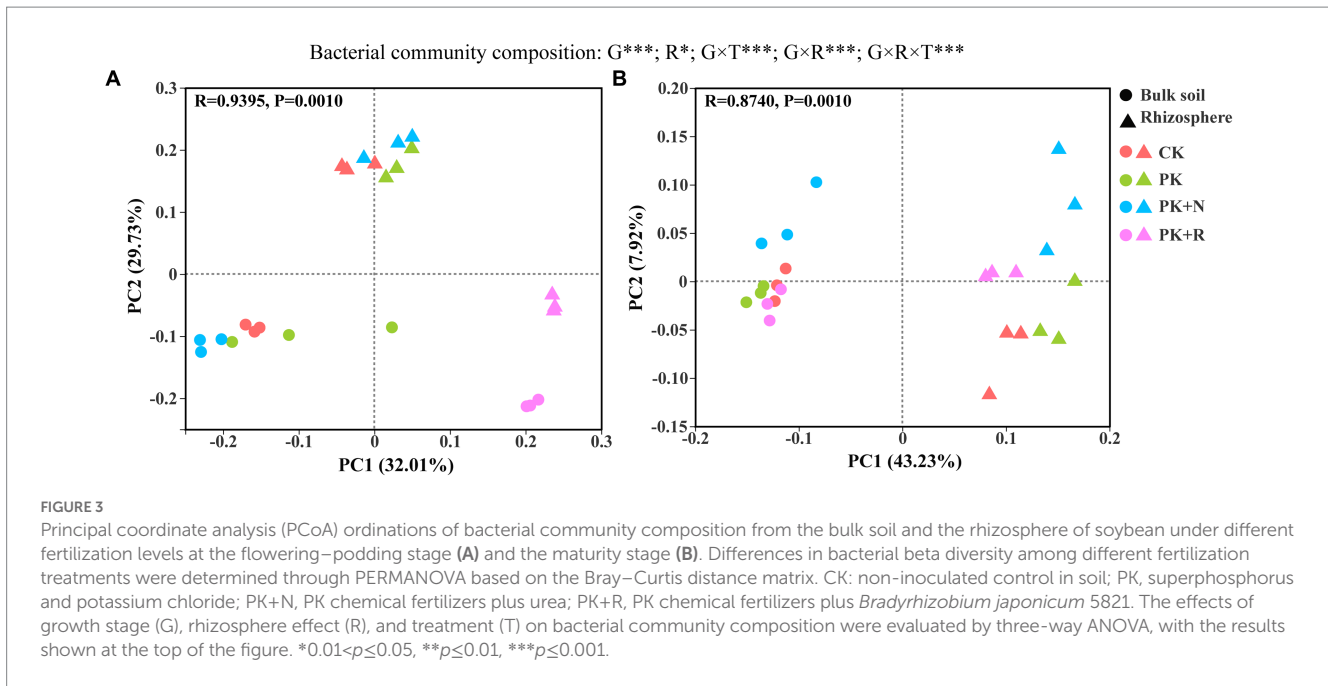 Bacterial community composition: G***; R*; G×T***; G×R***; G×R×T***
A
R=0.9395, P=0.0010
0.3
0.2
0.1
0
-0.1
-0.2
PC2 (29.73%)
-0.2
-0.1
0
0.1
0.2
0.3
PC1 (32.01%)
B
R=0.8740, P=0.0010
0.20
0.15
0.10
0.05
0
-0.05
-0.10
-0.15
PC2 (7.92%)
-0.2
-0.1
0
0.1
0.2
PC1 (43.23%)
Bulk soil
Rhizosphere
CK
PK
PK+N
PK+R
FIGURE 3
Principal coordinate analysis (PCoA) ordinations of bacterial community composition from the bulk soil and the rhizosphere of soybean under different
fertilization levels at the flowering–podding stage (A) and the maturity stage (B). Differences in bacterial beta diversity among different fertilization
treatments were determined through PERMANOVA based on the Bray–Curtis distance matrix. CK: non-inoculated control in soil; PK, superphosphorus
and potassium chloride; PK+N, PK chemical fertilizers plus urea; PK+R, PK chemical fertilizers plus Bradyrhizobium japonicum 5821. The effects of
growth stage (G), rhizosphere effect (R), and treatment (T) on bacterial community composition were evaluated by three-way ANOVA, with the results
shown at the top of the figure. *0.01<p≤0.05, **p≤0.01, ***p≤0.001.